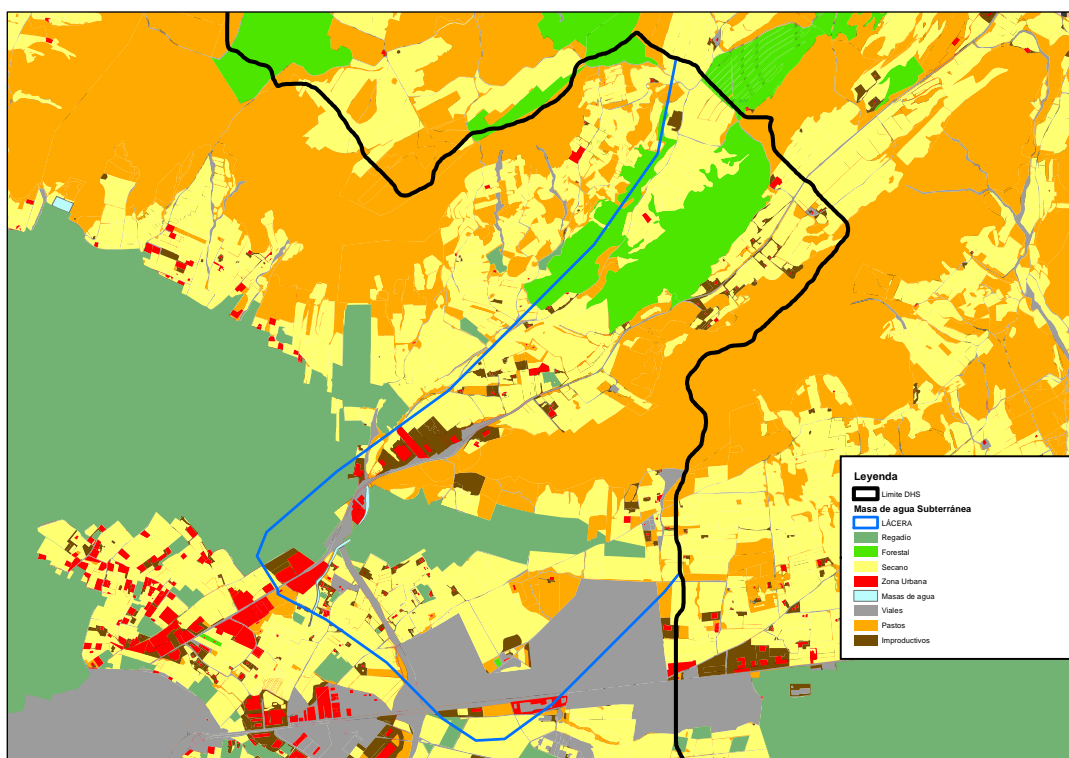 Leyenda
Limite DHS
Masa de agua Subterránea
LÁCERA
Regadío
Forestal
Secano
Zona Urbana
Masas de agua
Viales
Pastos
Improductivos